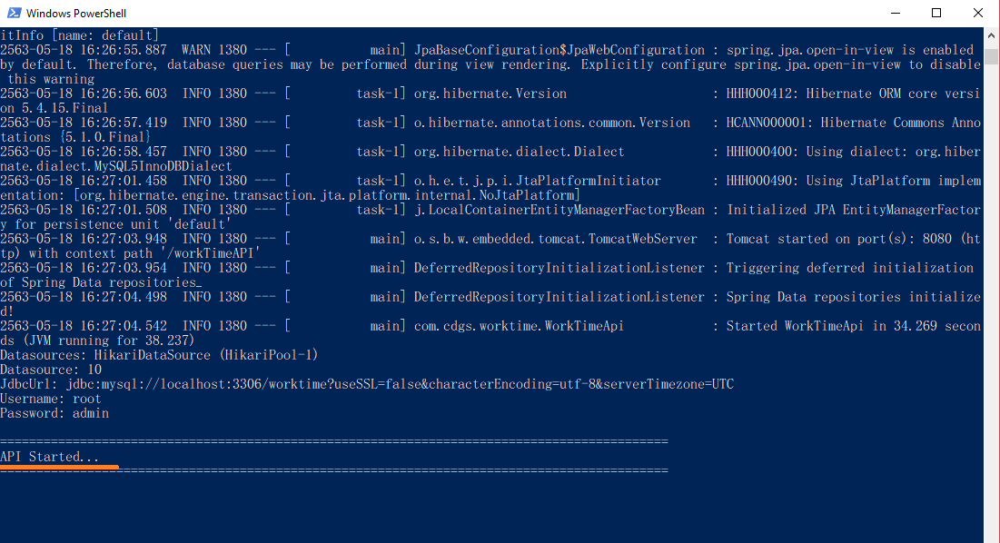 Windows PowerShell
itInfo [name: default]
2563-05-18 16:26:55.887  WARN 1380 --- [           main] JpaBaseConfiguration$JpaWebConfiguration : spring.jpa.open-in-view is enabled
by default. Therefore, database queries may be performed during view rendering. Explicitly configure spring.jpa.open-in-view to disable
 this warning
2563-05-18 16:26:56.603  INFO 1380 --- [         task-1] org.hibernate.Version                    : HHH000412: Hibernate ORM core versi
on 5.4.15.Final
2563-05-18 16:26:57.419  INFO 1380 --- [         task-1] o.hibernate.annotations.common.Version   : HCANN000001: Hibernate Commons Anno
tations {5.1.0.Final}
2563-05-18 16:26:58.457  INFO 1380 --- [         task-1] org.hibernate.dialect.Dialect            : HHH000400: Using dialect: org.hiber
nate.dialect.MySQL5InnoDBDialect
2563-05-18 16:27:01.458  INFO 1380 --- [         task-1] o.h.e.t.j.p.i.JtaPlatformInitiator       : HHH000490: Using JtaPlatform implem
entation: [org.hibernate.engine.transaction.jta.platform.internal.NoJtaPlatform]
2563-05-18 16:27:01.508  INFO 1380 --- [         task-1] j.LocalContainerEntityManagerFactoryBean : Initialized JPA EntityManagerFactor
y for persistence unit 'default'
2563-05-18 16:27:03.948  INFO 1380 --- [           main] o.s.b.w.embedded.tomcat.TomcatWebServer  : Tomcat started on port(s): 8080 (ht
tp) with context path '/workTimeAPI'
2563-05-18 16:27:03.954  INFO 1380 --- [           main] DeferredRepositoryInitializationListener : Triggering deferred initialization
of Spring Data repositories_
2563-05-18 16:27:04.498  INFO 1380 --- [           main] DeferredRepositoryInitializationListener : Spring Data repositories initialize
d!
2563-05-18 16:27:04.542  INFO 1380 --- [           main] com.cdgs.worktime.WorkTimeApi            : Started WorkTimeApi in 34.269 secon
ds (JVM running for 38.237)
Datasources: HikariDataSource (HikariPool-1)
Datasource: 10
JdbcUrl: jdbc:mysql://localhost:3306/worktime?useSSL=false&characterEncoding=utf-8&serverTimezone=UTC
Username: root
Password: admin
============================================================================================
API Started...
============================================================================================